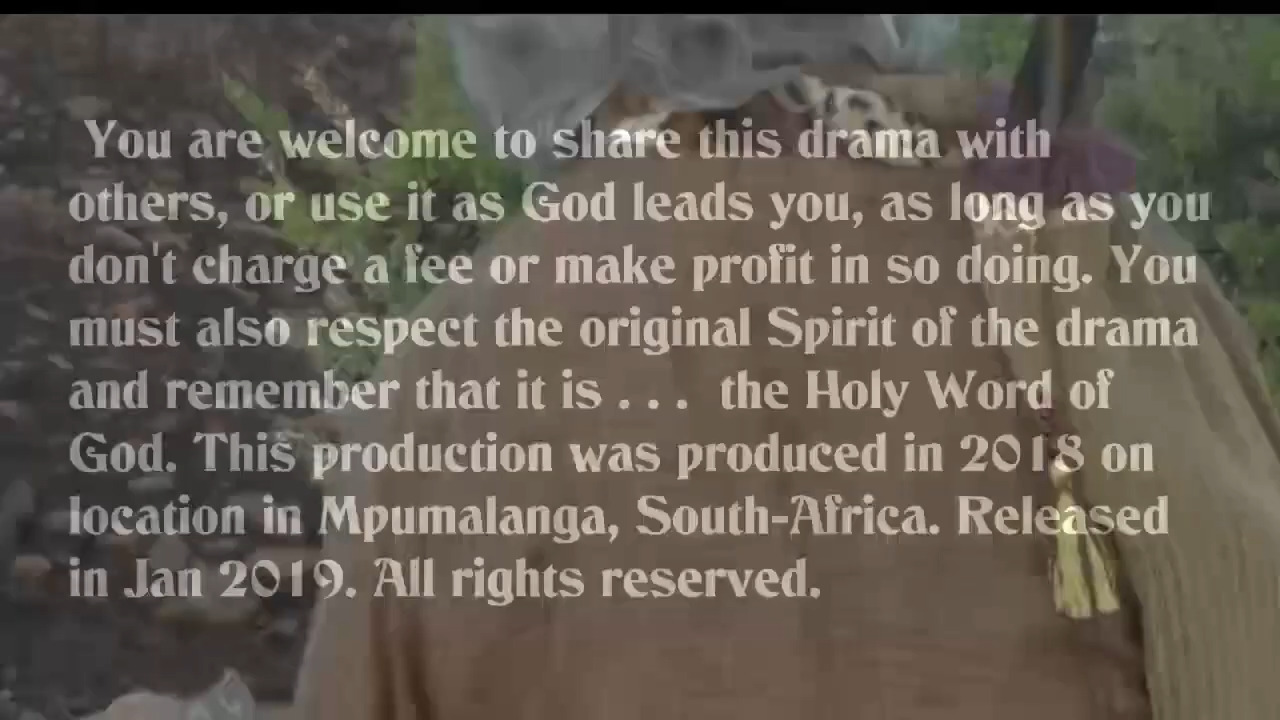 You are welcome to share this drama with
others, or use it as God leads you, as long as you
don't charge a fee or make profit in so doing. You
must also respect the original Spirit of the drama
and remember that it is . . . the Holy Word of
God. This production was produced in 2018 on
location in Mpumalanga, South-Africa. Released
in Jan 2019. All rights reserved.